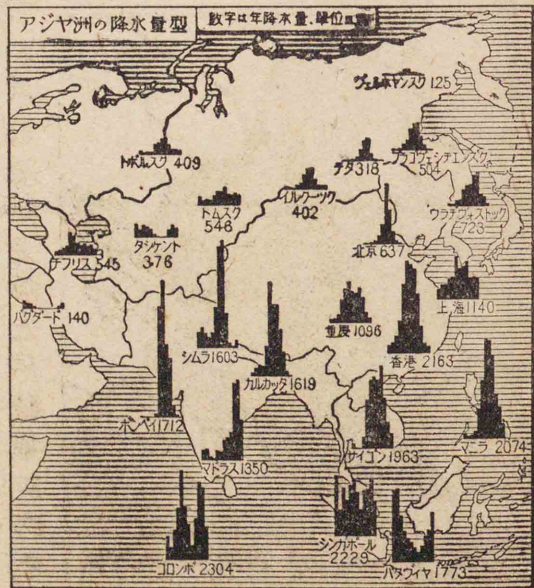 アジヤ洲の降水量型
数字は年降水量、單位
ヴェルホヤンスク 125
トボルスク 409
チタ 318
ブラゴヴェシチェンスク
504
イルクーツク
402
トムスク
546
ウラヂヴォストック
723
タシケント
376
北京 637
チフリス 545
上海 1140
バグダード 140
重慶 1096
シムラ 1603
香港 2163
カルカッタ 1619
ボンベイ 1712
マニラ 2074
サイゴン 1963
マドラス 1350
シンガポール
2229
コロンボ 2304
バタヴィヤ 1773